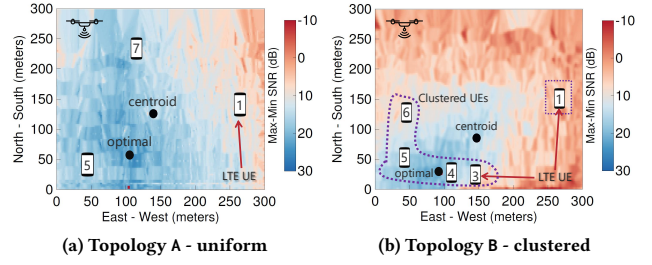 300
250
200
150
100
50
0
0 50 100 150 200 250 300
North - South (meters)
East - West (meters)
7
1
5
centroid
optimal
LTE UE
-10
0
10
20
30
Max-Min SNR (dB)
(a) Topology A - uniform
300
250
200
150
100
50
0
0 50 100 150 200 250 300
North - South (meters)
East - West (meters)
Clustered UEs
6
1
5
4
3
centroid
optimal
LTE UE
-10
0
10
20
30
Max-Min SNR (dB)
(b) Topology B - clustered